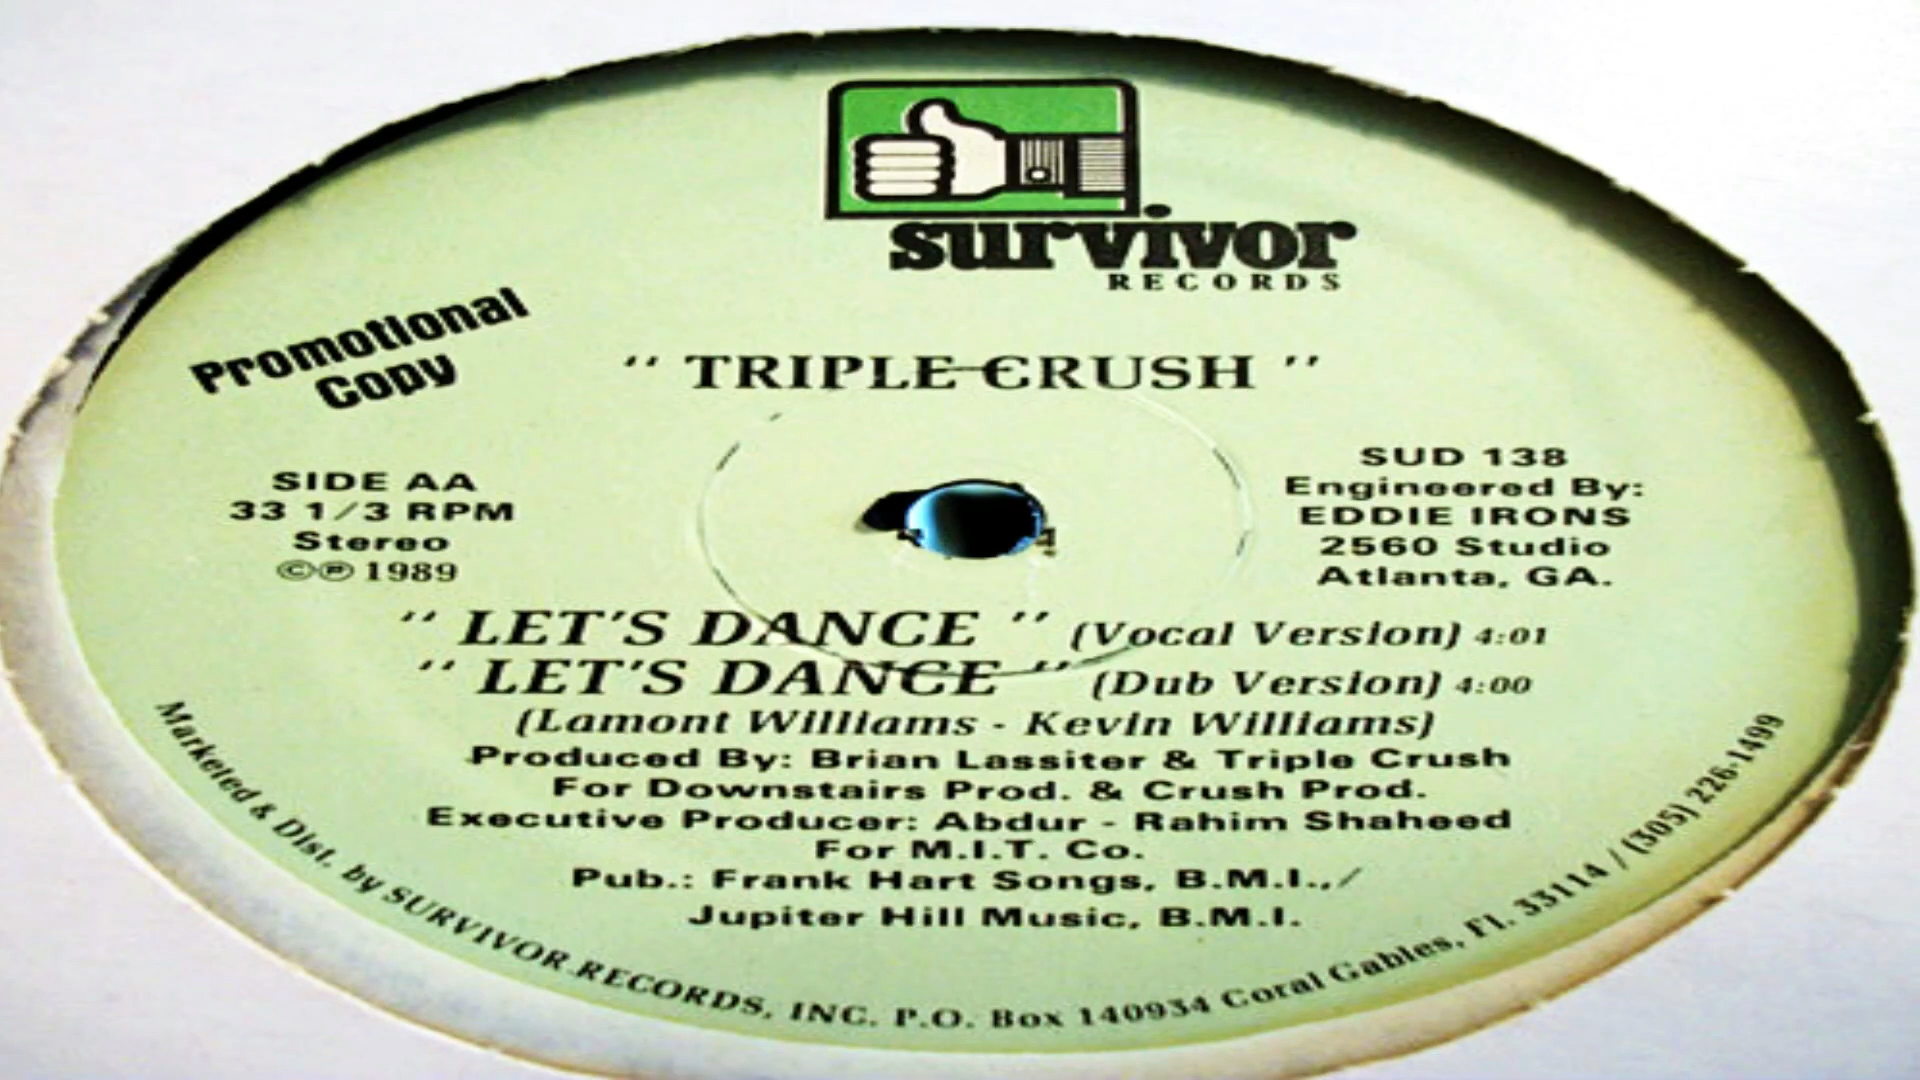 survivor
RECORDS
Promotional
Copy
" TRIPLE CRUSH "
SIDE AA
33 1/3 RPM
Stereo
©℗ 1989
SUD 138
Engineered By:
EDDIE IRONS
2560 Studio
Atlanta, GA.
" LET'S DANCE " (Vocal Version) 4:01
" LET'S DANCE " (Dub Version) 4:00
(Lamont Williams - Kevin Williams)
Produced By: Brian Lassiter & Triple Crush
For Downstairs Prod. & Crush Prod.
Executive Producer: Abdur - Rahim Shaheed
For M.I.T. Co.
Pub.: Frank Hart Songs, B.M.I.,/
Jupiter Hill Music, B.M.I.
Marketed & Dist. by SURVIVOR RECORDS, INC. P.O. Box 140934 Coral Gables, Fl. 33114 / (305) 226-1499